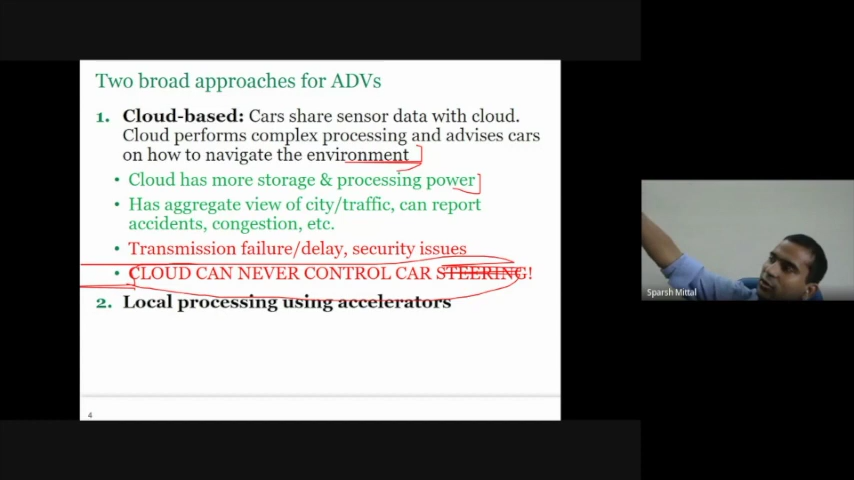 Two broad approaches for ADVs
1. Cloud-based: Cars share sensor data with cloud.
Cloud performs complex processing and advises cars
on how to navigate the environment
• Cloud has more storage & processing power
• Has aggregate view of city/traffic, can report
accidents, congestion, etc.
• Transmission failure/delay, security issues
• CLOUD CAN NEVER CONTROL CAR STEERING!
2. Local processing using accelerators
4
Sparsh Mittal